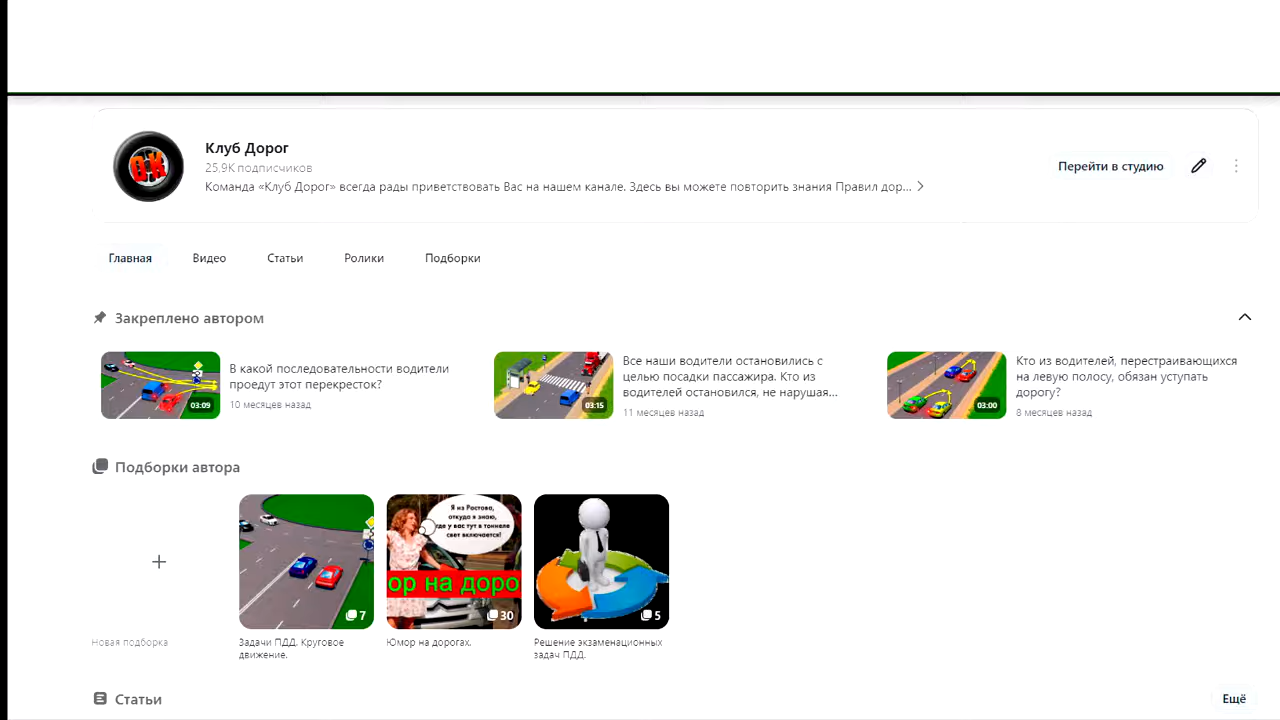 ОК
Клуб Дорог
25.9K подписчиков
Команда «Клуб Дорог» всегда рады приветствовать Вас на нашем канале. Здесь вы можете повторить знания Правил дор...
Перейти в студию
Главная
Видео
Статьи
Ролики
Подборки
Закреплено автором
03:09
В какой последовательности водители
проедут этот перекресток?
10 месяцев назад
03:15
Все наши водители остановились с
целью посадки пассажира. Кто из
водителей остановился, не нарушая...
11 месяцев назад
03:00
Кто из водителей, перестраивающихся
на левую полосу, обязан уступать
дорогу?
8 месяцев назад
Подборки автора
Новая подборка
7
Задачи ПДД. Круговое
движение.
Я из Ростова,
откуда я знаю,
где у вас тут в тоннеле
свет включается!
ор на доро
30
Юмор на дорогах.
5
Решение экзаменационных
задач ПДД.
Статьи
Ещё